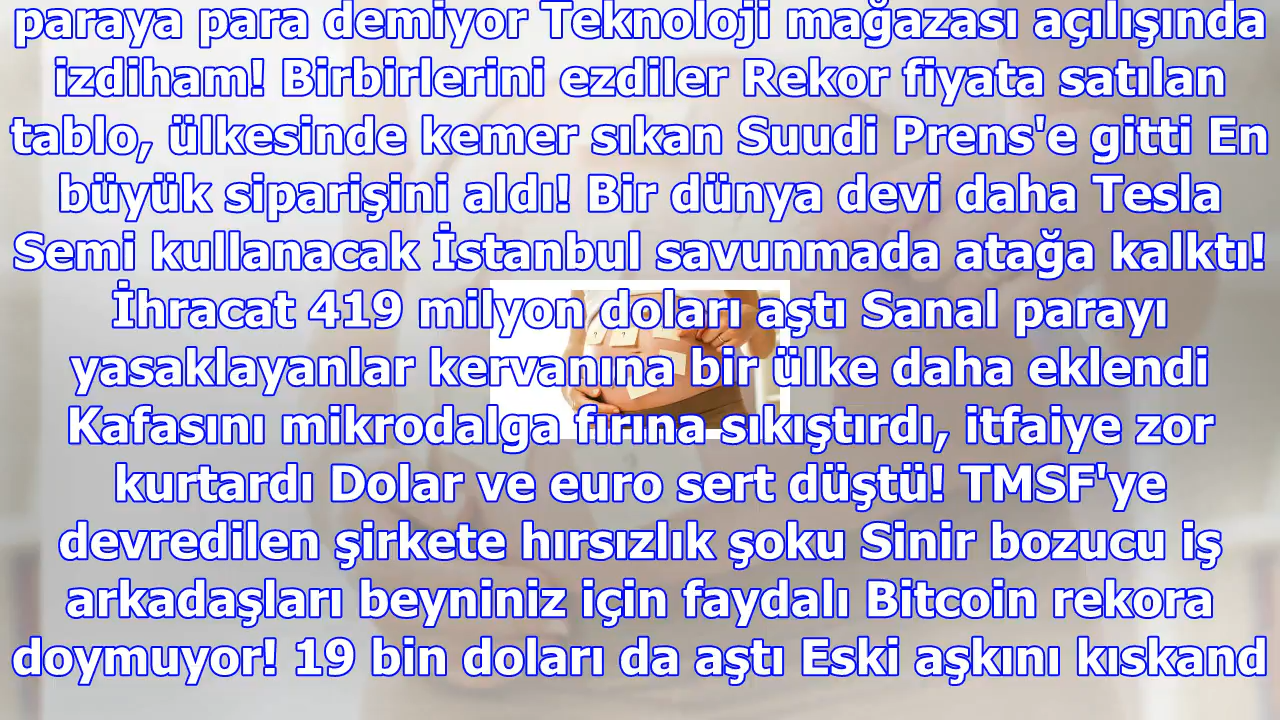 paraya para demiyor Teknoloji mağazası açılışında
izdiham! Birbirlerini ezdiler Rekor fiyata satılan
tablo, ülkesinde kemer sıkan Suudi Prens'e gitti En
büyük siparişini aldı! Bir dünya devi daha Tesla
Semi kullanacak İstanbul savunmada atağa kalktı!
İhracat 419 milyon doları aştı Sanal parayı
yasaklayanlar kervanına bir ülke daha eklendi
Kafasını mikrodalga fırına sıkıştırdı, itfaiye zor
kurtardı Dolar ve euro sert düştü! TMSF'ye
devredilen şirkete hırsızlık şoku Sinir bozucu iş
arkadaşları beyniniz için faydalı Bitcoin rekora
doymuyor! 19 bin doları da aştı Eski aşkını kıskand